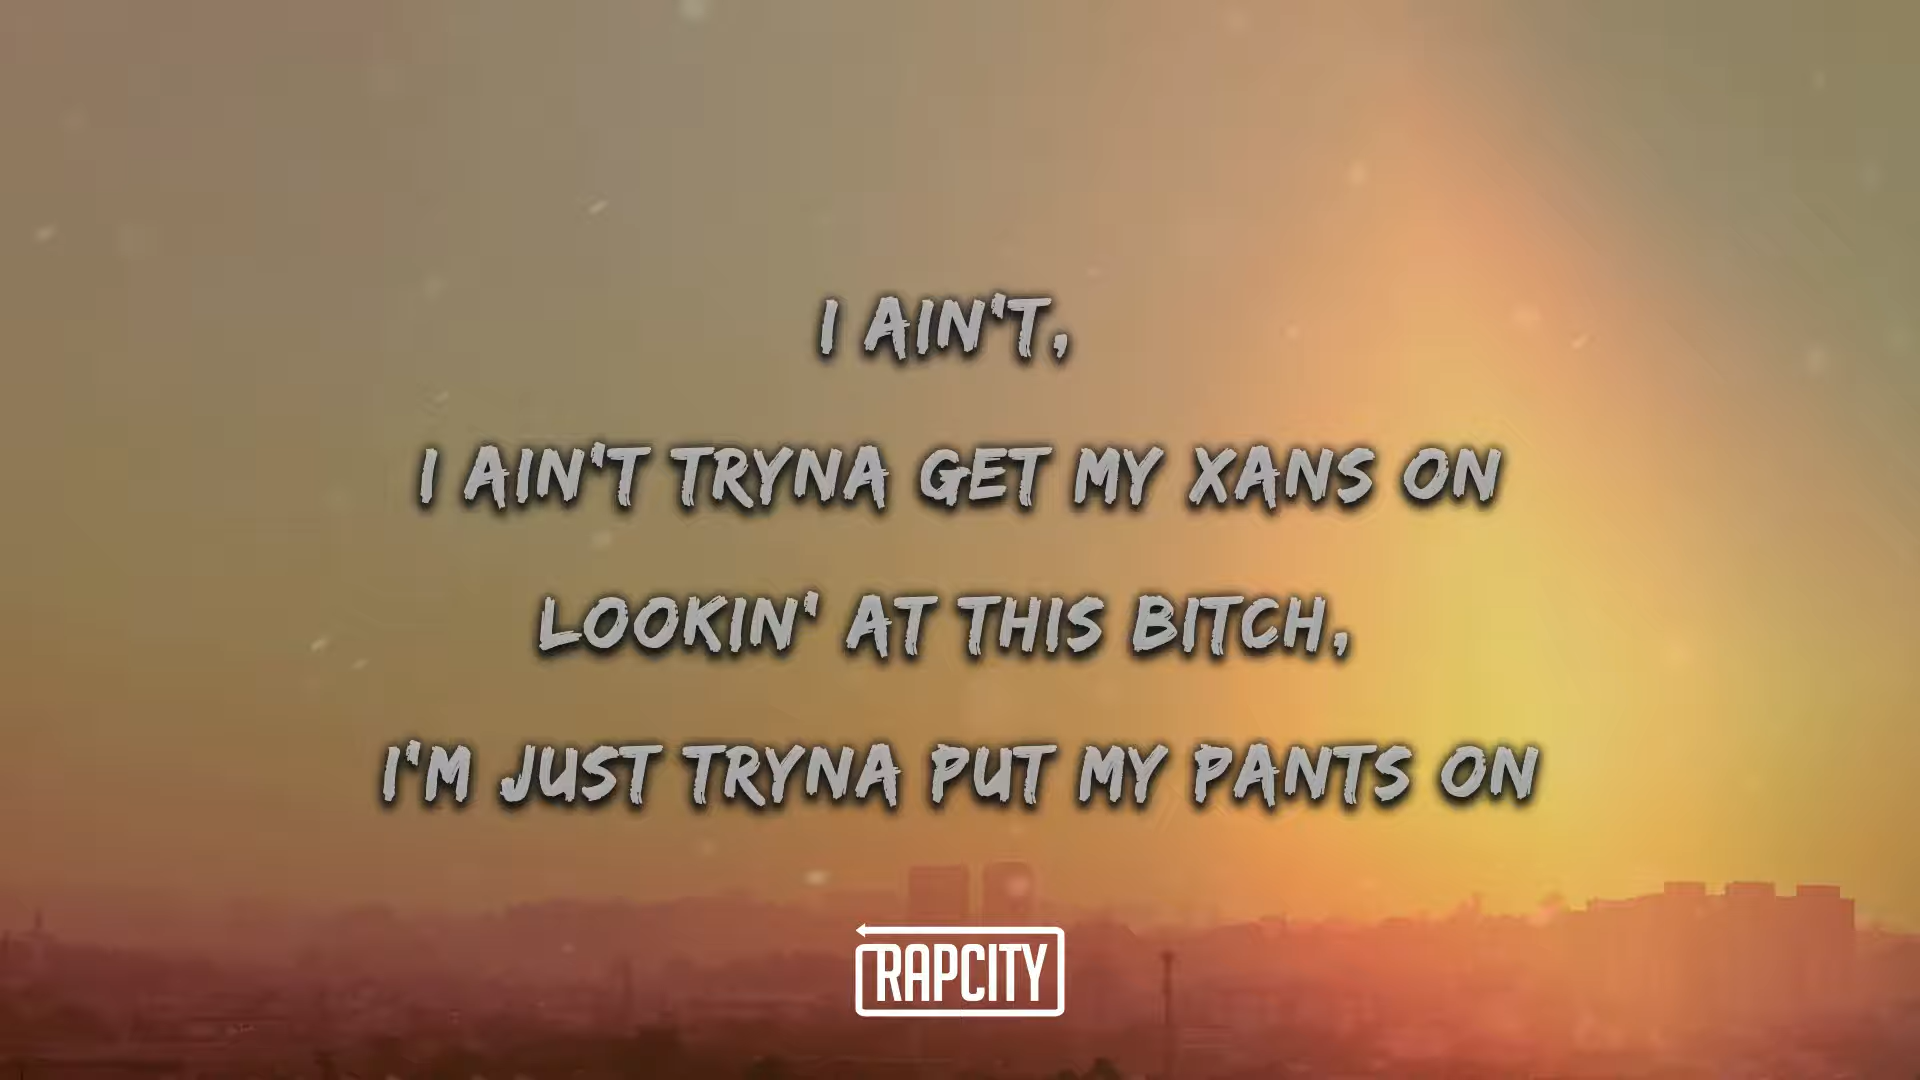 I AIN'T,
I AIN'T TRYNA GET MY XANS ON
LOOKIN' AT THIS BITCH,
I'M JUST TRYNA PUT MY PANTS ON
RAPCITY